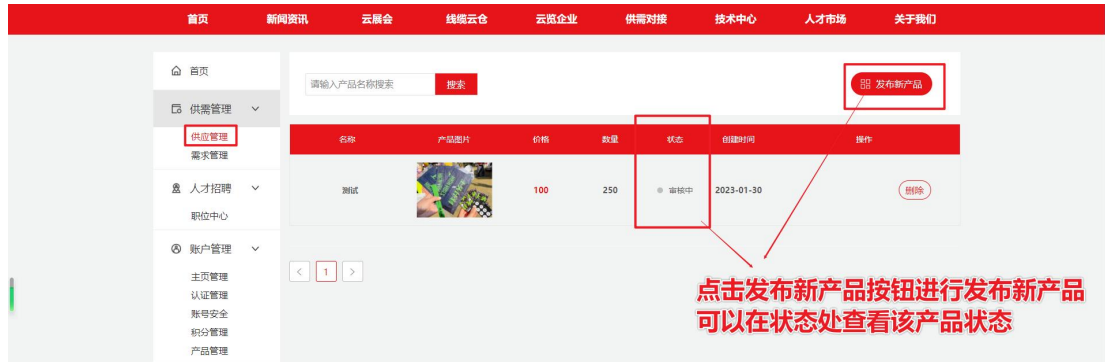 首页 新闻资讯 云展会 线缆云仓 云览企业 供需对接 技术中心 人才市场 关于我们
首页
供需管理
供应管理
需求管理
人才招聘
职位中心
账户管理
主页管理
认证管理
账号安全
积分管理
产品管理
请输入产品名称搜索 搜索 发布新产品
名称 产品图片 价格 数量 状态 创建时间 操作
测试 100 250 审核中 2023-01-30 删除
< 1 >
点击发布新产品按钮进行发布新产品
可以在状态处查看该产品状态